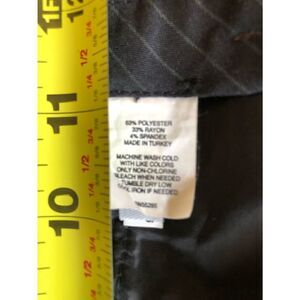 63% POLYESTER
33% RAYON
4% SPANDEX
MADE IN TURKEY
MACHINE WASH COLD
WITH LIKE COLORS
ONLY NON-CHLORINE
BLEACH WHEN NEEDED
TUMBLE DRY LOW
IRON IF NEEDED
1F
11
10
3/4
1/2
1/4
3/4
1/2
1/4